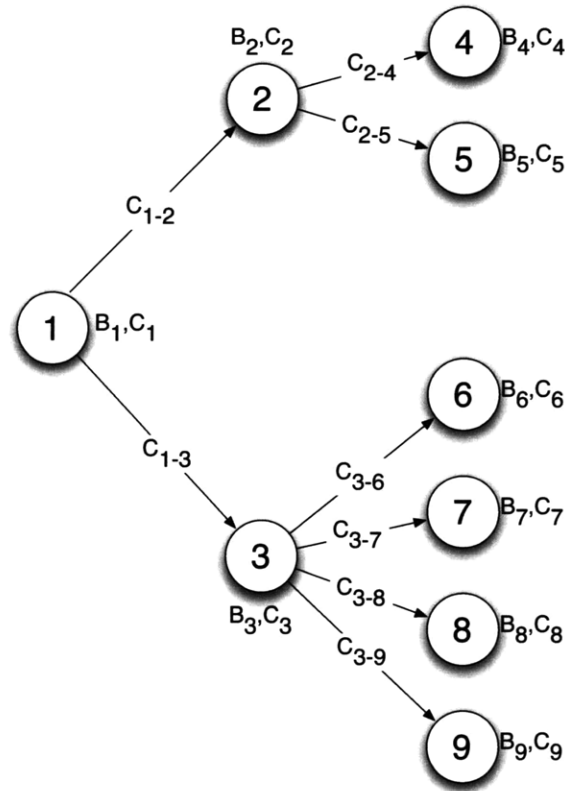 B2,C2
2
C2-4
4
B4,C4
C2-5
5
B5,C5
C1-2
1
B1,C1
C1-3
3
B3,C3
C3-6
6
B6,C6
C3-7
7
B7,C7
C3-8
8
B8,C8
C3-9
9
B9,C9